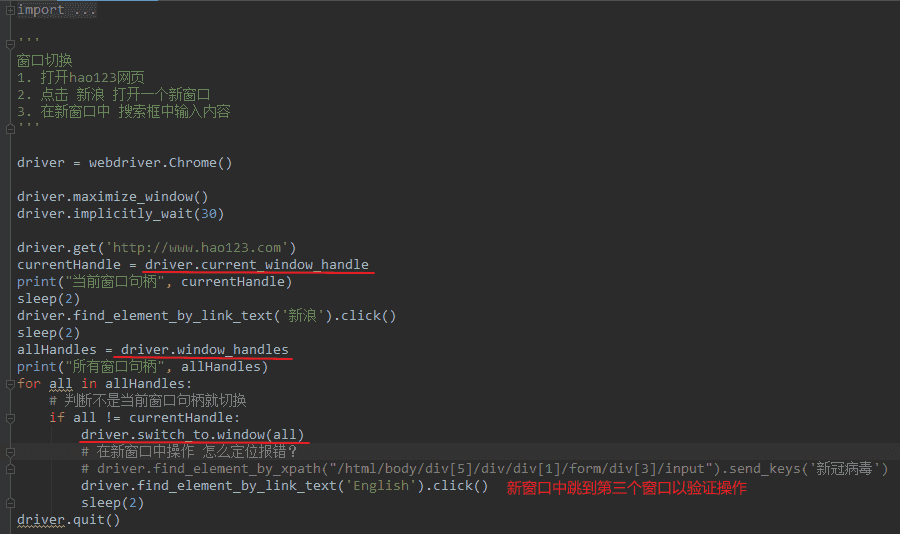 import ...
'''
窗口切换
1. 打开hao123网页
2. 点击 新浪 打开一个新窗口
3. 在新窗口中 搜索框中输入内容
'''
driver = webdriver.Chrome()
driver.maximize_window()
driver.implicitly_wait(30)
driver.get('http://www.hao123.com')
currentHandle = driver.current_window_handle
print("当前窗口句柄", currentHandle)
sleep(2)
driver.find_element_by_link_text('新浪').click()
sleep(2)
allHandles = driver.window_handles
print("所有窗口句柄", allHandles)
for all in allHandles:
    # 判断不是当前窗口句柄就切换
    if all != currentHandle:
        driver.switch_to.window(all)
        # 在新窗口中操作 怎么定位报错?
        # driver.find_element_by_xpath("/html/body/div[5]/div/div[1]/form/div[3]/input").send_keys('新冠病毒')
        driver.find_element_by_link_text('English').click() 新窗口中跳到第三个窗口以验证操作
        sleep(2)
driver.quit()